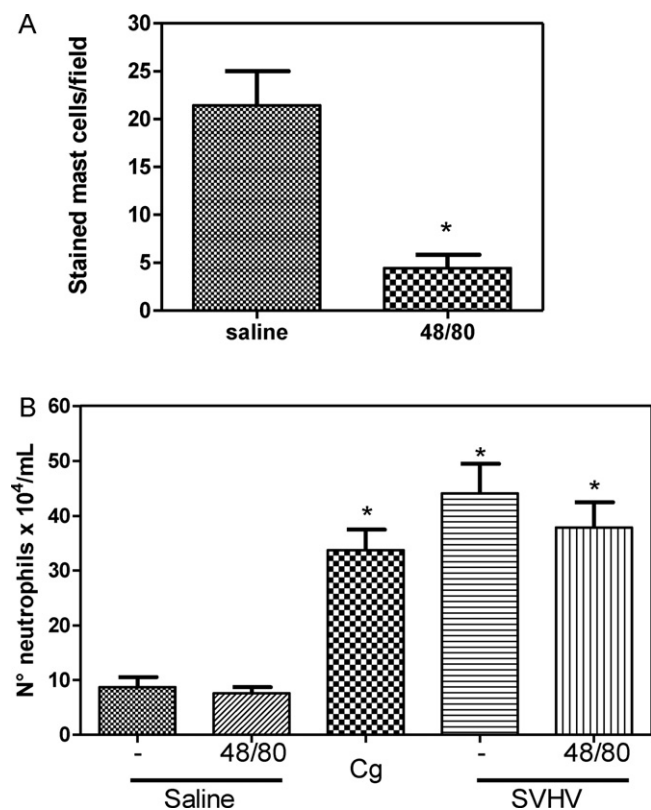 A
Stained mast cells/field
30
25
20
15
10
5
0
*
saline 48/80
B
N° neutrophils x 10⁴/mL
60
50
40
30
20
10
0
* * *
- 48/80 Cg - 48/80
Saline SVHV